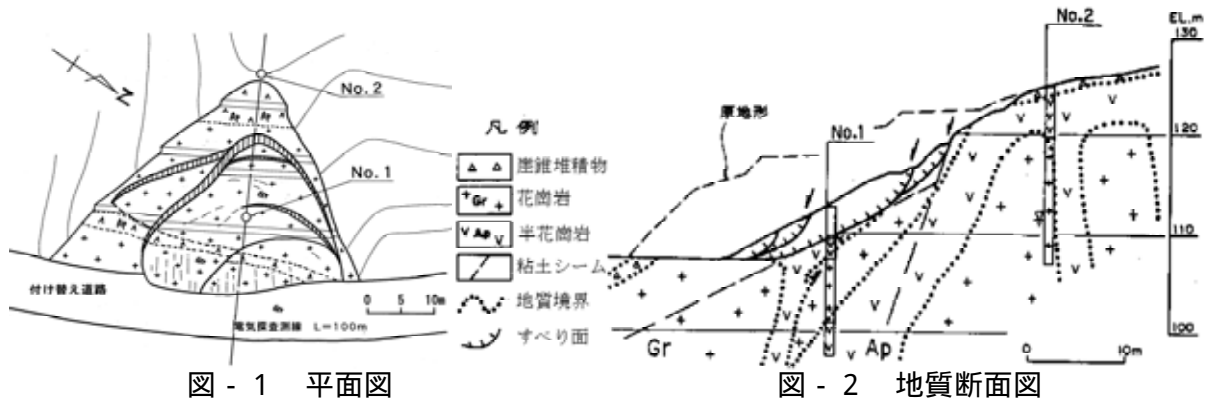 N
No. 2
No. 1
付け替え道路
0 5 10m
電気探査測線 L=100m
図 - 1 平面図
凡 例
崖錐堆積物
Gr 花崗岩
Ap 半花崗岩
粘土シーム
地質境界
すべり面
No.2
EL.m
130
原地形
No.1
120
110
100
Gr
Ap
0 10m
図 - 2 地質断面図